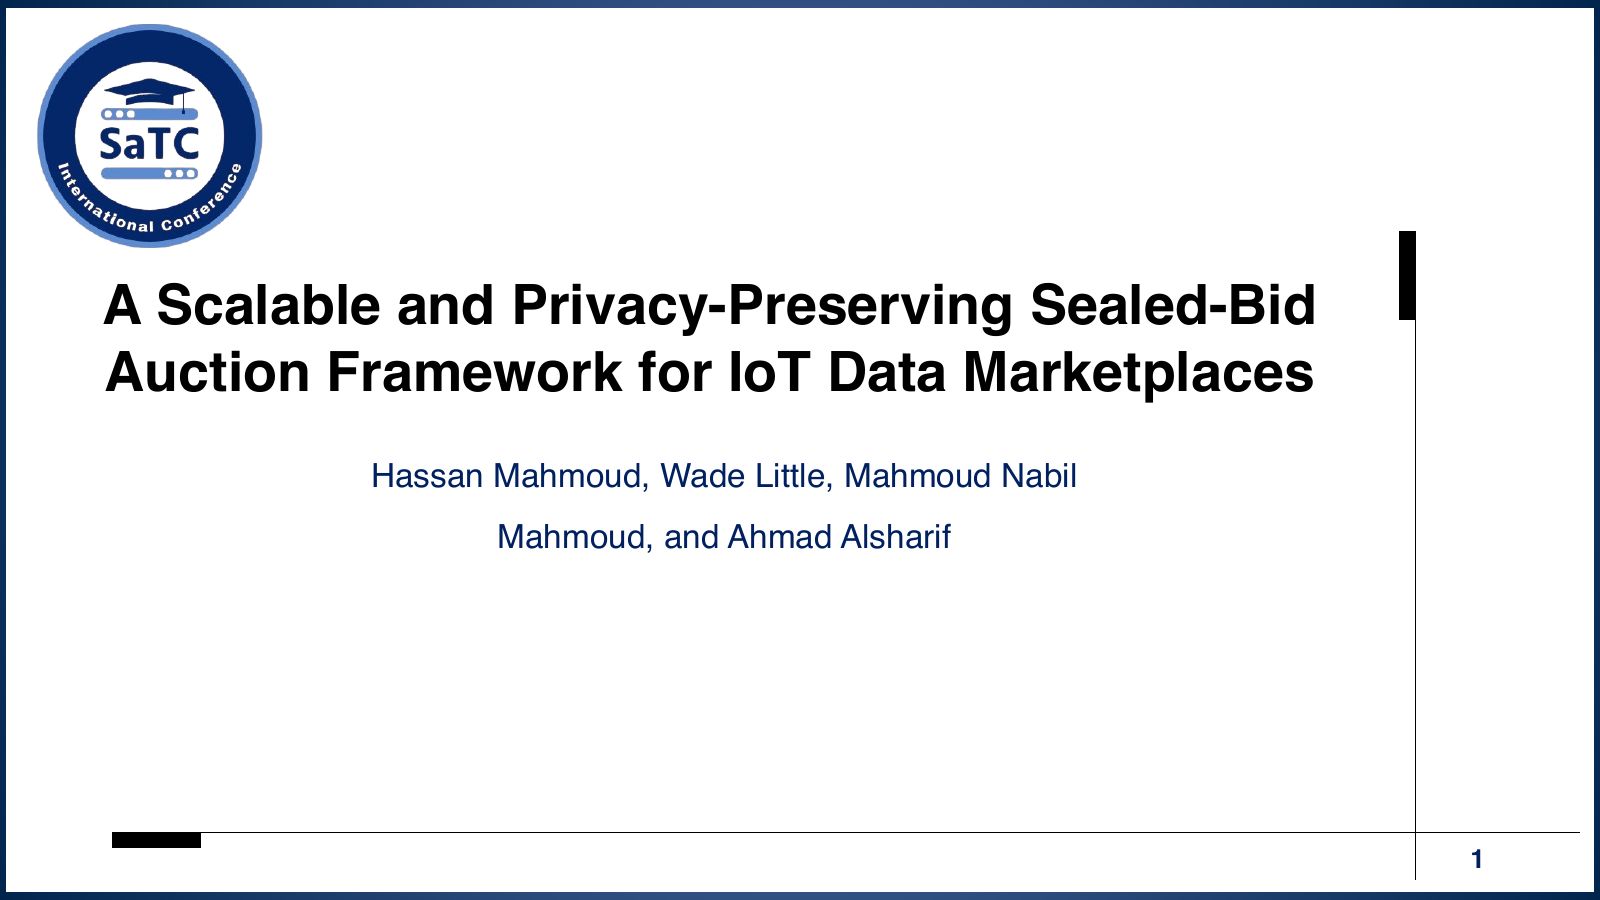 SaTC
International Conference
A Scalable and Privacy-Preserving Sealed-Bid
Auction Framework for IoT Data Marketplaces
Hassan Mahmoud, Wade Little, Mahmoud Nabil
Mahmoud, and Ahmad Alsharif
1